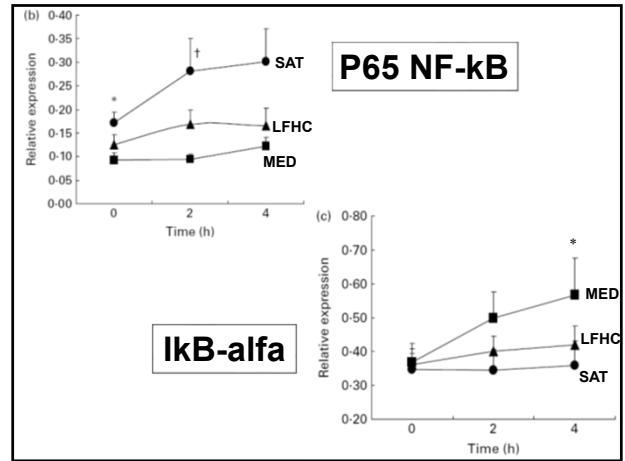 (b)
0·40
0·35
0·30
0·25
0·20
0·15
0·10
0·05
0·00
Relative expression
*
†
SAT
LFHC
MED
0 2 4
Time (h)
P65 NF-kB
(c)
0·80
0·70
0·60
0·50
0·40
0·30
0·20
Relative expression
*
MED
LFHC
SAT
0 2 4
Time (h)
IkB-alfa